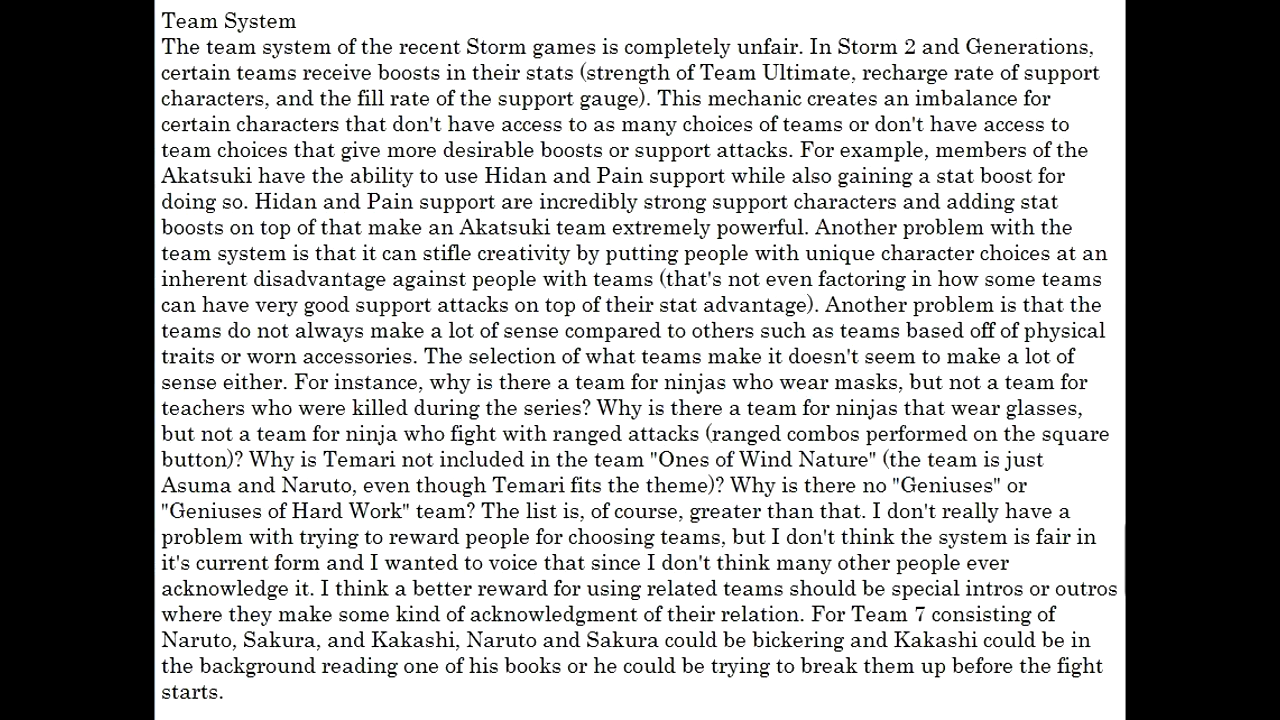 Team System
The team system of the recent Storm games is completely unfair. In Storm 2 and Generations,
certain teams receive boosts in their stats (strength of Team Ultimate, recharge rate of support
characters, and the fill rate of the support gauge). This mechanic creates an imbalance for
certain characters that don't have access to as many choices of teams or don't have access to
team choices that give more desirable boosts or support attacks. For example, members of the
Akatsuki have the ability to use Hidan and Pain support while also gaining a stat boost for
doing so. Hidan and Pain support are incredibly strong support characters and adding stat
boosts on top of that make an Akatsuki team extremely powerful. Another problem with the
team system is that it can stifle creativity by putting people with unique character choices at an
inherent disadvantage against people with teams (that's not even factoring in how some teams
can have very good support attacks on top of their stat advantage). Another problem is that the
teams do not always make a lot of sense compared to others such as teams based off of physical
traits or worn accessories. The selection of what teams make it doesn't seem to make a lot of
sense either. For instance, why is there a team for ninjas who wear masks, but not a team for
teachers who were killed during the series? Why is there a team for ninjas that wear glasses,
but not a team for ninja who fight with ranged attacks (ranged combos performed on the square
button)? Why is Temari not included in the team "Ones of Wind Nature" (the team is just
Asuma and Naruto, even though Temari fits the theme)? Why is there no "Geniuses" or
"Geniuses of Hard Work" team? The list is, of course, greater than that. I don't really have a
problem with trying to reward people for choosing teams, but I don't think the system is fair in
it's current form and I wanted to voice that since I don't think many other people ever
acknowledge it. I think a better reward for using related teams should be special intros or outros
where they make some kind of acknowledgment of their relation. For Team 7 consisting of
Naruto, Sakura, and Kakashi, Naruto and Sakura could be bickering and Kakashi could be in
the background reading one of his books or he could be trying to break them up before the fight
starts.